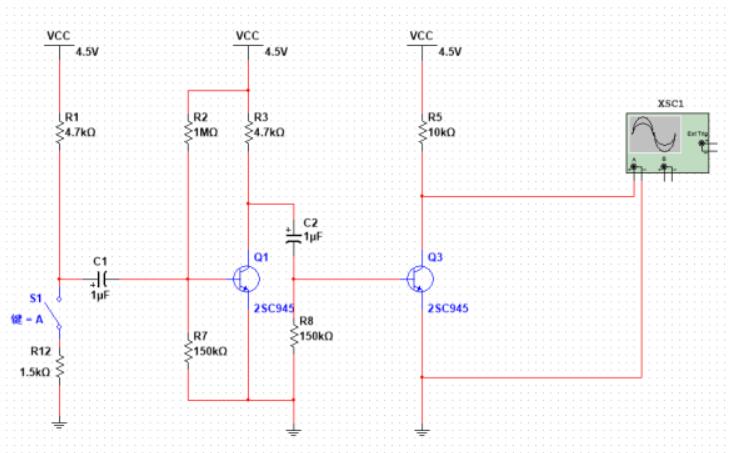 VCC
4.5V
VCC
4.5V
VCC
4.5V
XSC1
Ext Trig
A
B
R1
4.7kΩ
R2
1MΩ
R3
4.7kΩ
R5
10kΩ
C1
1µF
C2
1µF
Q1
2SC945
Q3
2SC945
S1
键 = A
R12
1.5kΩ
R7
150kΩ
R8
150kΩ